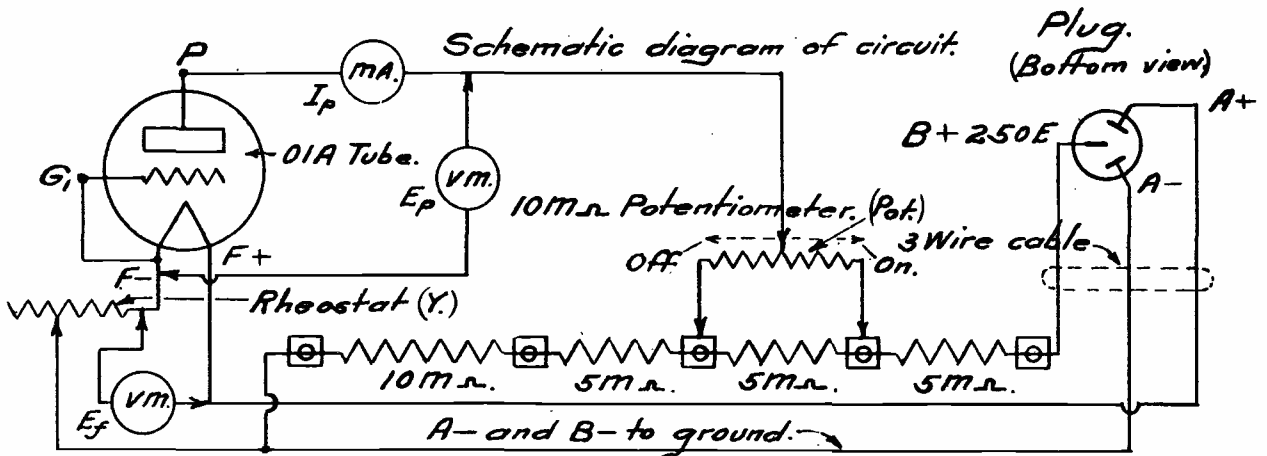 Schematic diagram of circuit.
Plug.
(Bottom view)
P
mA.
Ip
A+
B+250E
01A Tube.
G1
vm.
Ep
A-
10mΩ Potentiometer. (Pot.)
F+
Off
On.
3 Wire cable
F-
Rheostat (Y.)
10mΩ.
5mΩ.
5mΩ.
5mΩ.
vm.
Ef
A- and B- to ground.